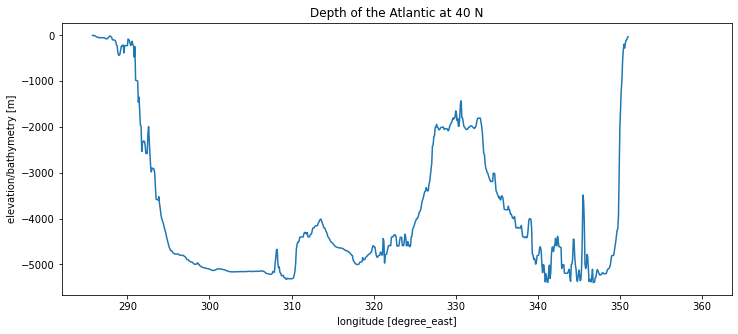 Depth of the Atlantic at 40 N
elevation/bathymetry [m]
0
−1000
−2000
−3000
−4000
−5000
290 300 310 320 330 340 350 360
longitude [degree_east]